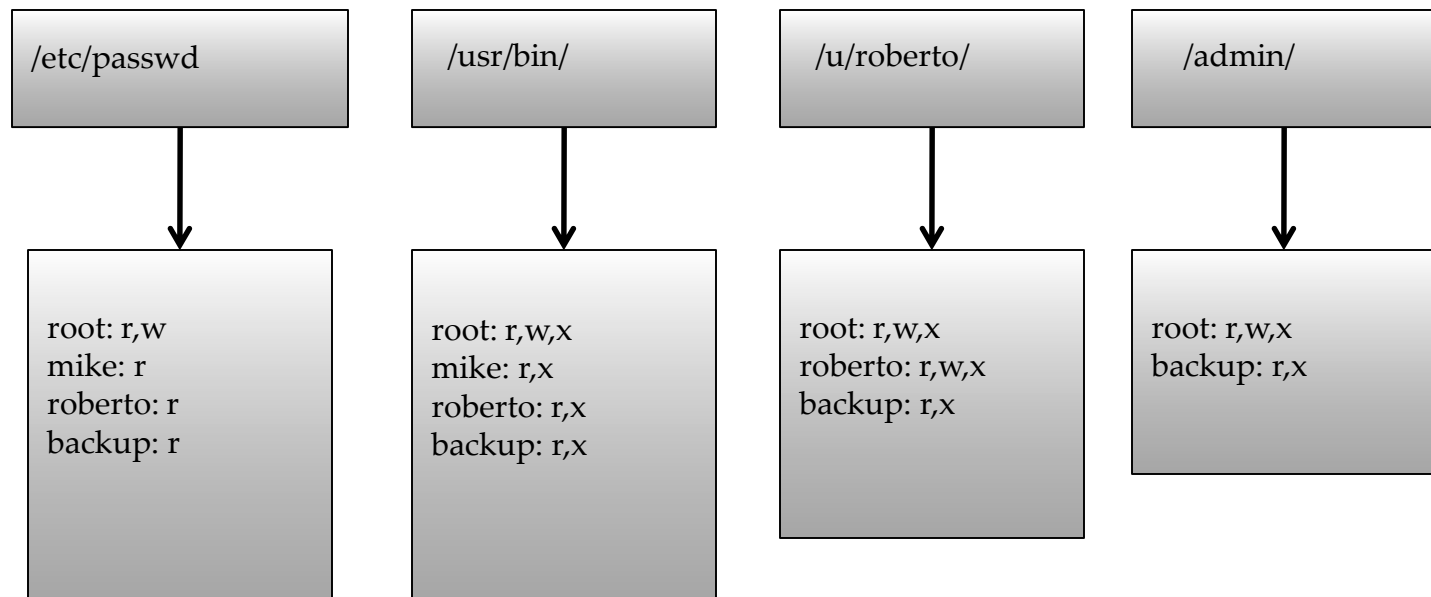 /etc/passwd
/usr/bin/
/u/roberto/
/admin/
root: r,w
mike: r
roberto: r
backup: r
root: r,w,x
mike: r,x
roberto: r,x
backup: r,x
root: r,w,x
roberto: r,w,x
backup: r,x
root: r,w,x
backup: r,x